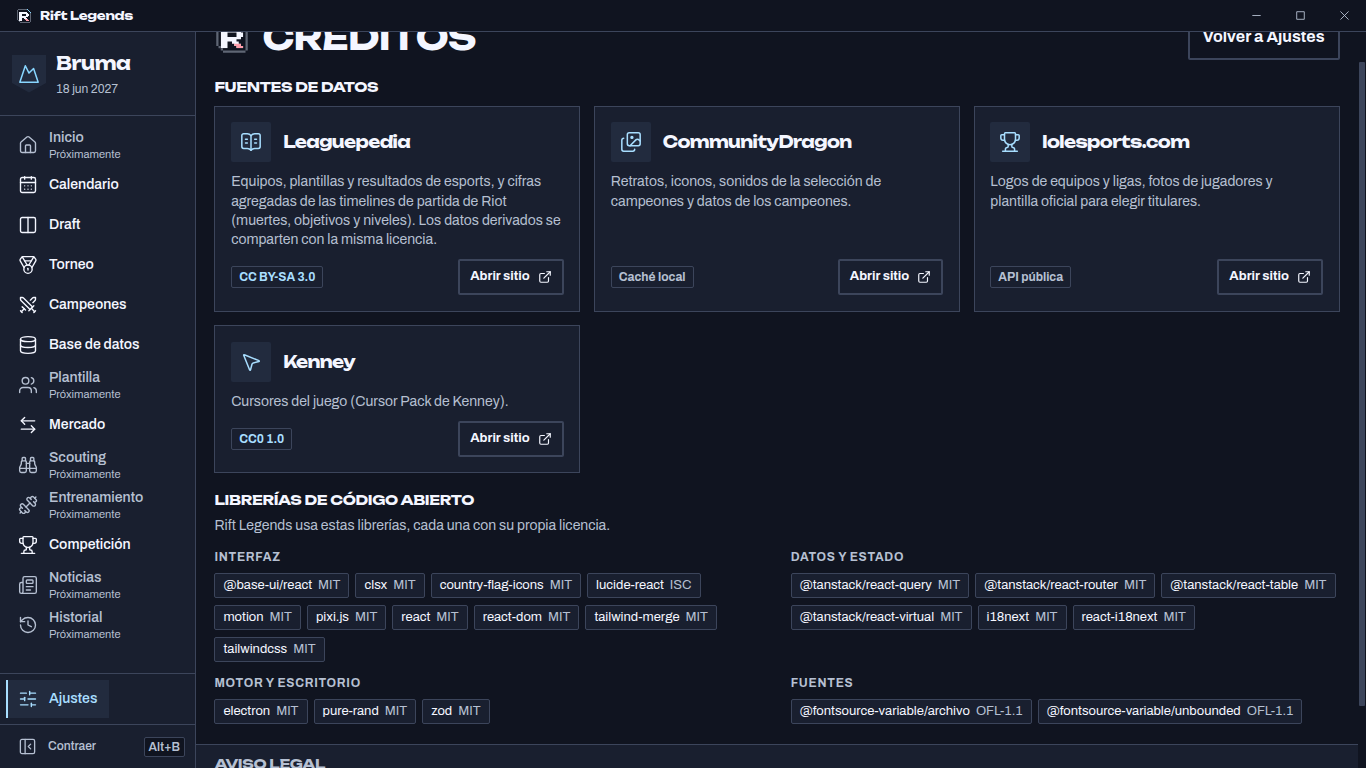 Rift Legends
Bruma
18 jun 2027
Inicio
Próximamente
Calendario
Draft
Torneo
Campeones
Base de datos
Plantilla
Próximamente
Mercado
Scouting
Próximamente
Entrenamiento
Próximamente
Competición
Noticias
Próximamente
Historial
Próximamente
Ajustes
Contraer Alt+B
CRÉDITOS
Volver a Ajustes
FUENTES DE DATOS
Leaguepedia
Equipos, plantillas y resultados de esports, y cifras
agregadas de las timelines de partida de Riot
(muertes, objetivos y niveles). Los datos derivados se
comparten con la misma licencia.
CC BY-SA 3.0 Abrir sitio
CommunityDragon
Retratos, iconos, sonidos de la selección de
campeones y datos de los campeones.
Caché local Abrir sitio
lolesports.com
Logos de equipos y ligas, fotos de jugadores y
plantilla oficial para elegir titulares.
API pública Abrir sitio
Kenney
Cursores del juego (Cursor Pack de Kenney).
CC0 1.0 Abrir sitio
LIBRERÍAS DE CÓDIGO ABIERTO
Rift Legends usa estas librerías, cada una con su propia licencia.
INTERFAZ
@base-ui/react MIT clsx MIT country-flag-icons MIT lucide-react ISC
motion MIT pixi.js MIT react MIT react-dom MIT tailwind-merge MIT
tailwindcss MIT
DATOS Y ESTADO
@tanstack/react-query MIT @tanstack/react-router MIT @tanstack/react-table MIT
@tanstack/react-virtual MIT i18next MIT react-i18next MIT
MOTOR Y ESCRITORIO
electron MIT pure-rand MIT zod MIT
FUENTES
@fontsource-variable/archivo OFL-1.1 @fontsource-variable/unbounded OFL-1.1
AVISO LEGAL